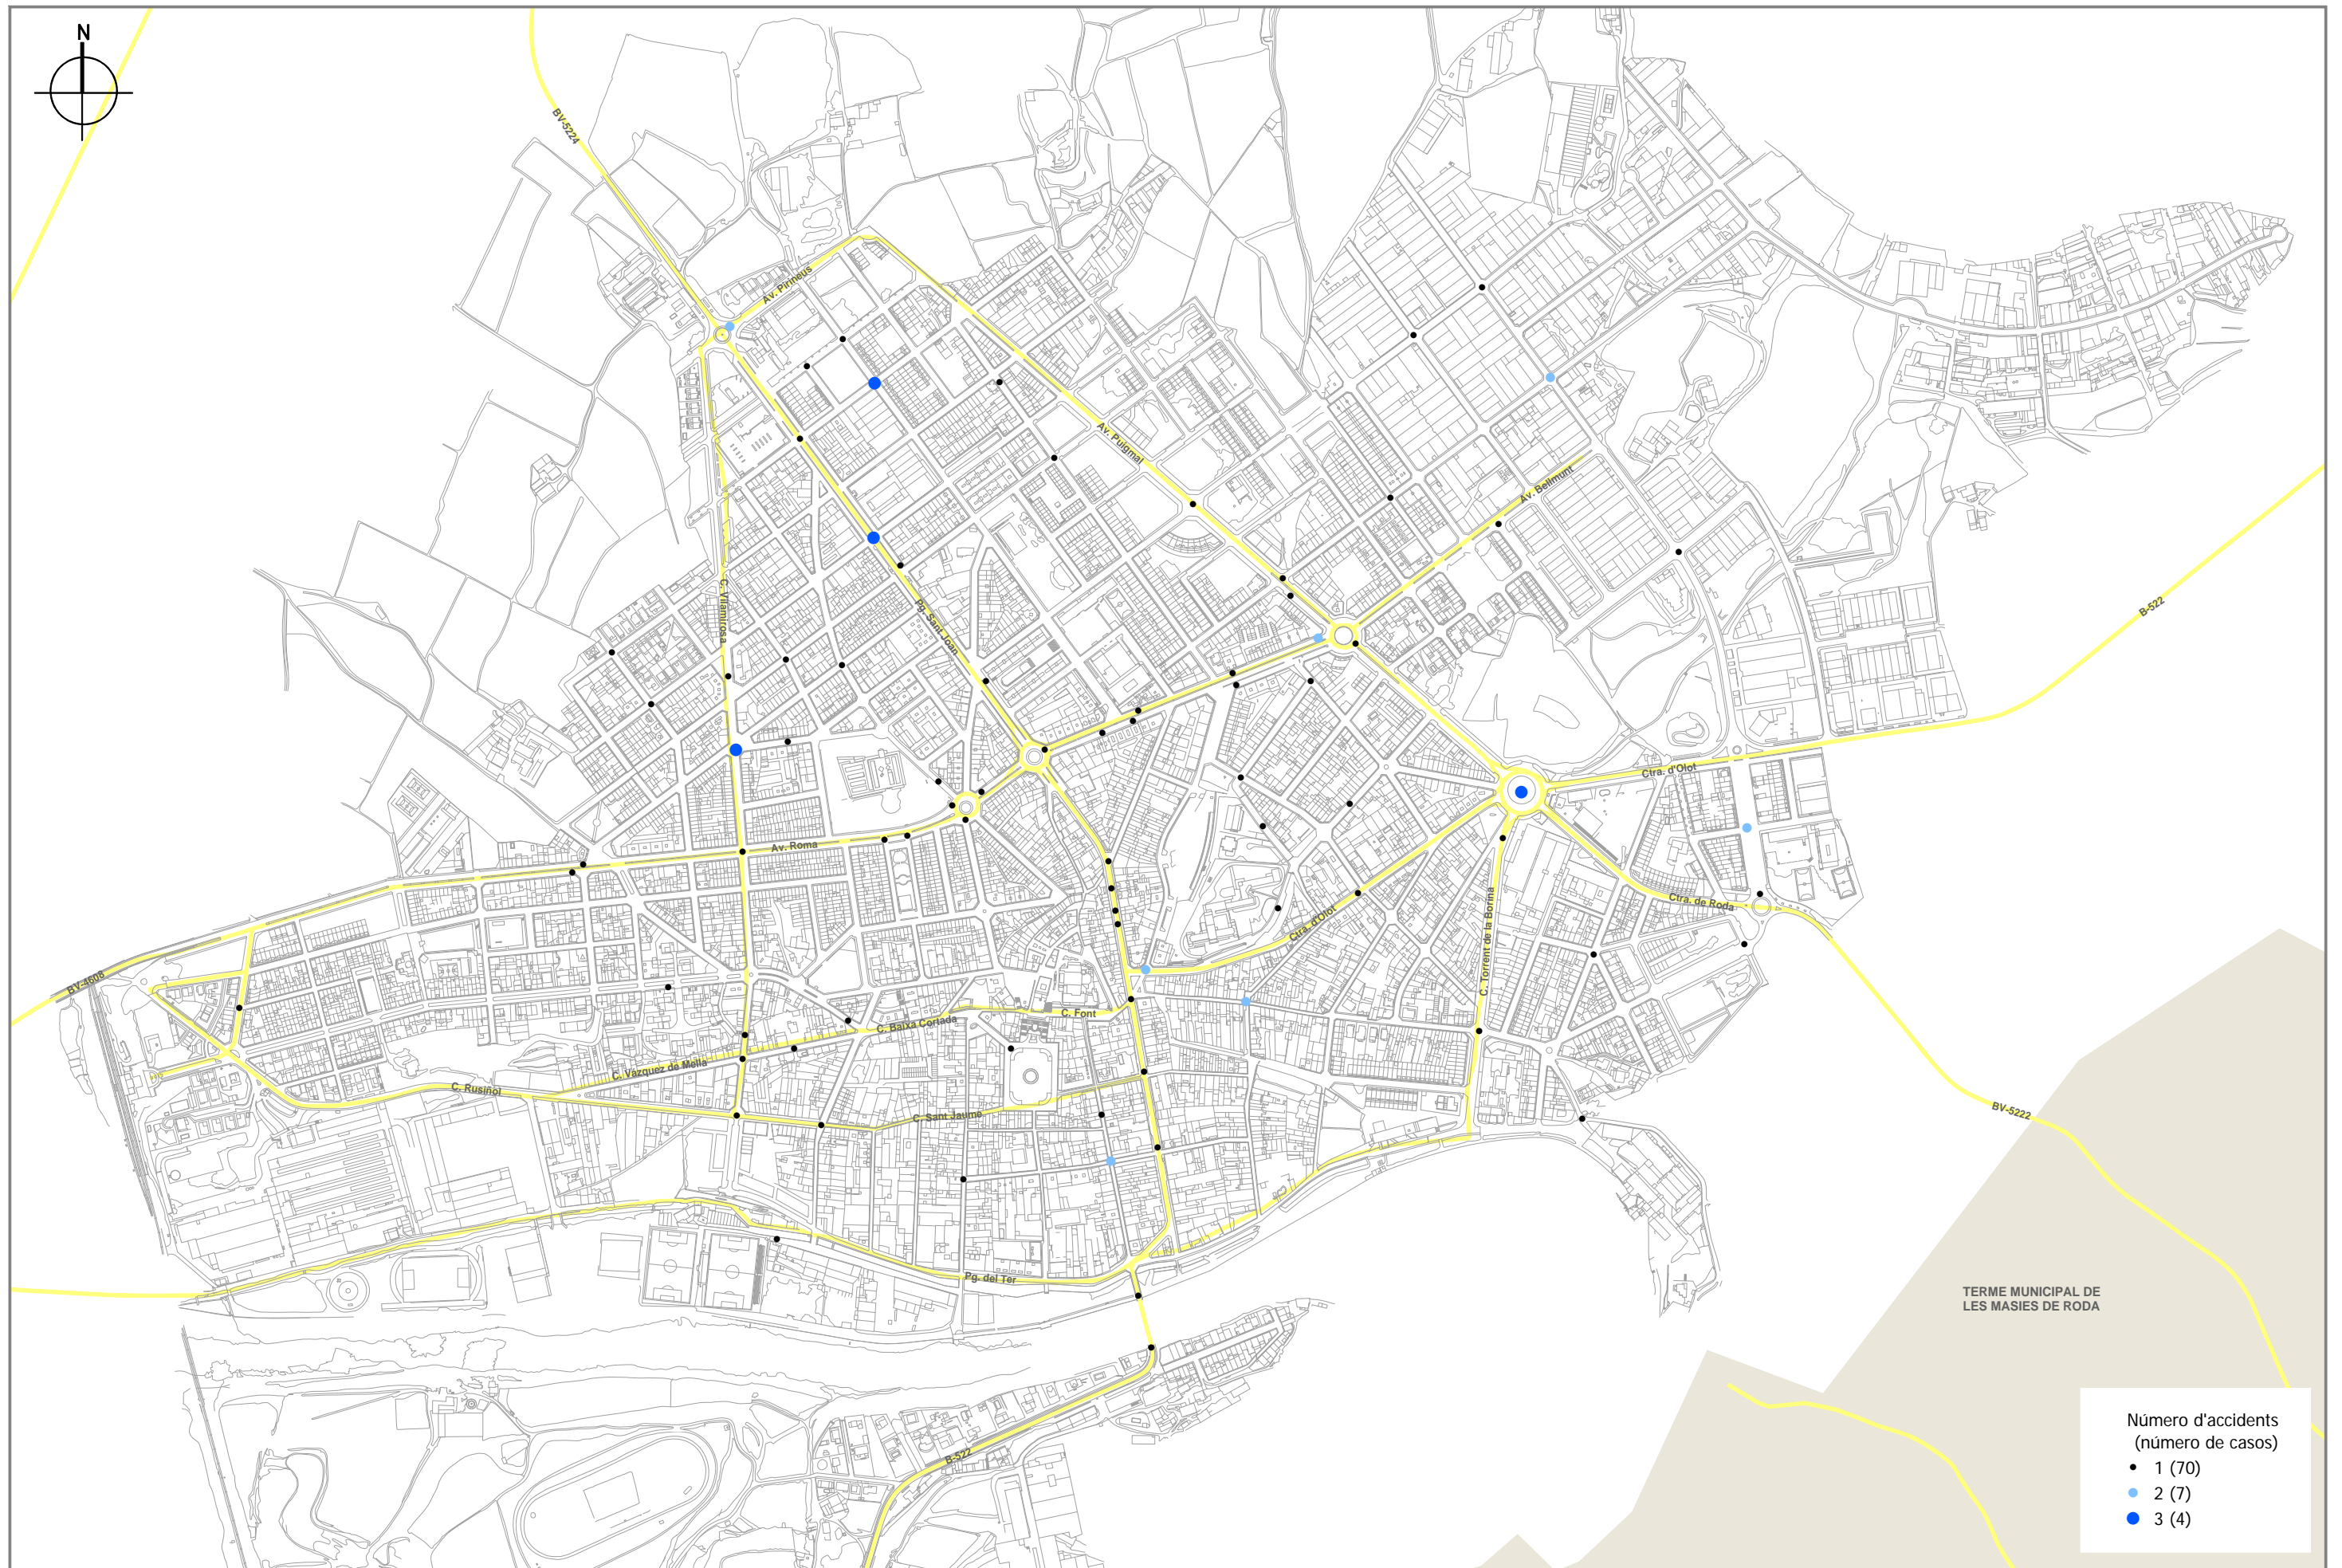 N
BV-5224
Av. Pirineus
Av. Puigmal
Av. Bellmunt
C. Vilamirosa
Pg. Sant Joan
B-522
Ctra. d'Olot
Av. Roma
C. Torrent de la Borina
Ctra. de Roda
Ctra. d'Olot
BV-4608
C. Font
C. Baixa Cortada
C. Vazquez de Mella
C. Rusiñol
C. Sant Jaume
BV-5222
Pg. del Ter
TERME MUNICIPAL DE
LES MASIES DE RODA
B-522
Número d'accidents
(número de casos)
1 (70)
2 (7)
3 (4)